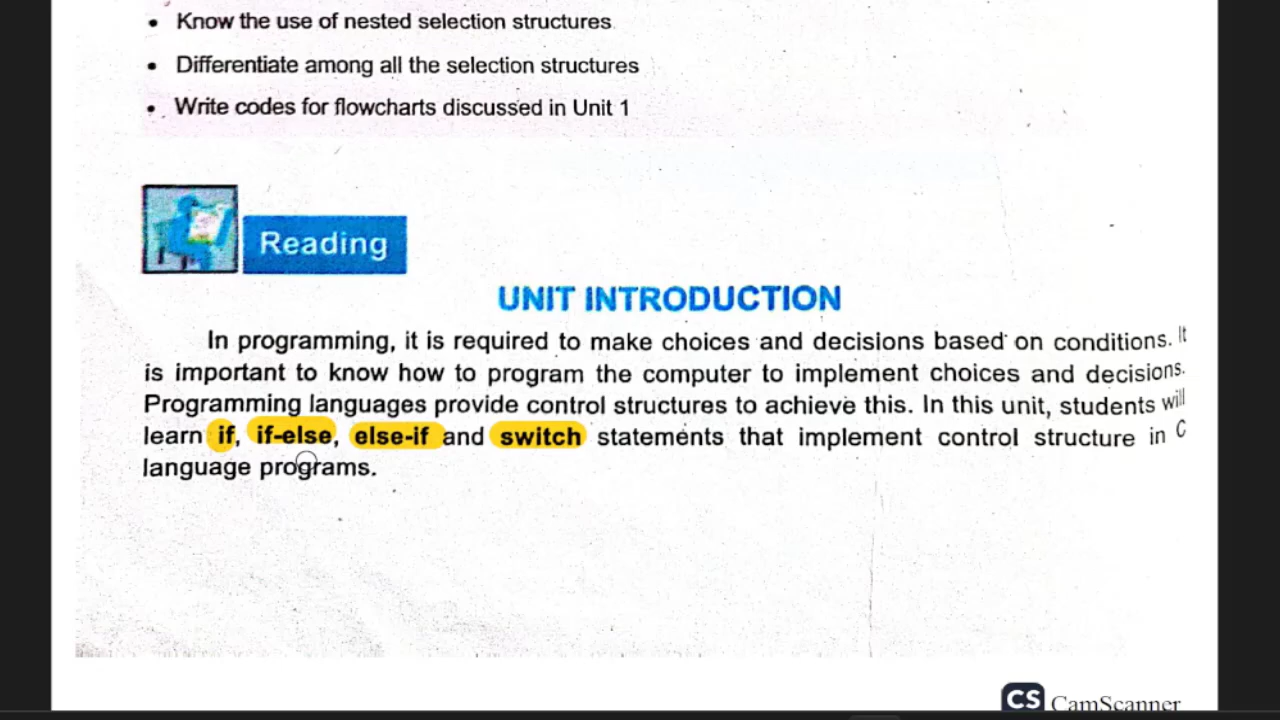 • Know the use of nested selection structures
• Differentiate among all the selection structures
• Write codes for flowcharts discussed in Unit 1
Reading
UNIT INTRODUCTION
In programming, it is required to make choices and decisions based on conditions. It
is important to know how to program the computer to implement choices and decisions.
Programming languages provide control structures to achieve this. In this unit, students will
learn if, if-else, else-if and switch statements that implement control structure in C
language programs.
CS CamScanner